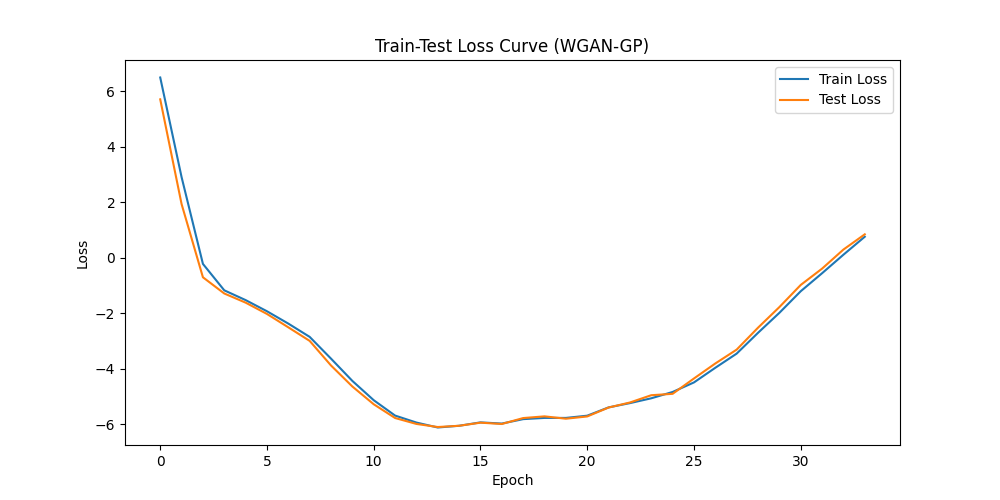 Train-Test Loss Curve (WGAN-GP)
Train Loss
Test Loss
Loss
6
4
2
0
−2
−4
−6
0 5 10 15 20 25 30
Epoch